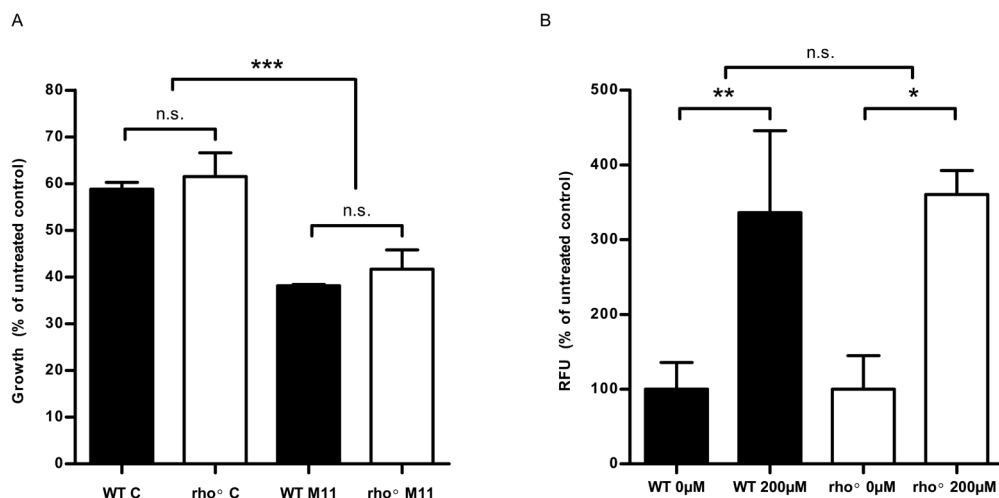 A
***
n.s.
n.s.
Growth (% of untreated control)
80
70
60
50
40
30
20
10
0
WT C
rho° C
WT M11
rho° M11
B
n.s.
**
*
RFU (% of untreated control)
500
400
300
200
100
0
WT 0µM
WT 200µM
rho° 0µM
rho° 200µM